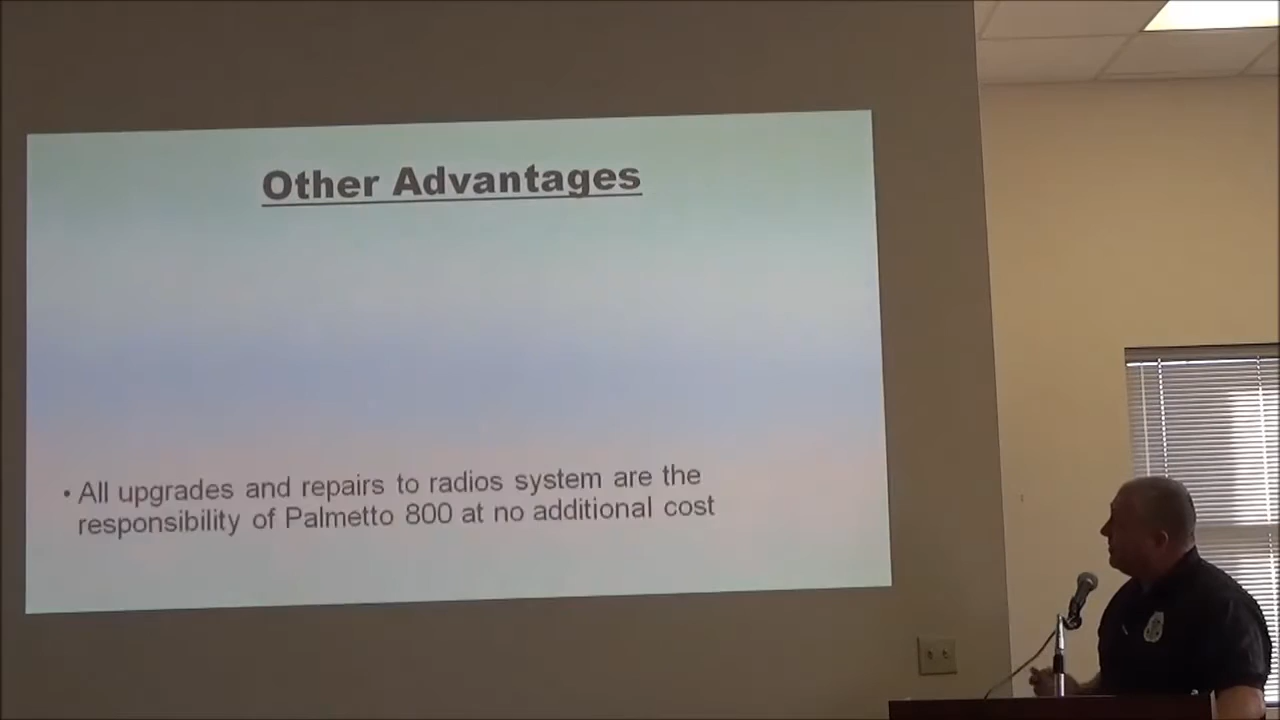 Other Advantages
• All upgrades and repairs to radios system are the
responsibility of Palmetto 800 at no additional cost